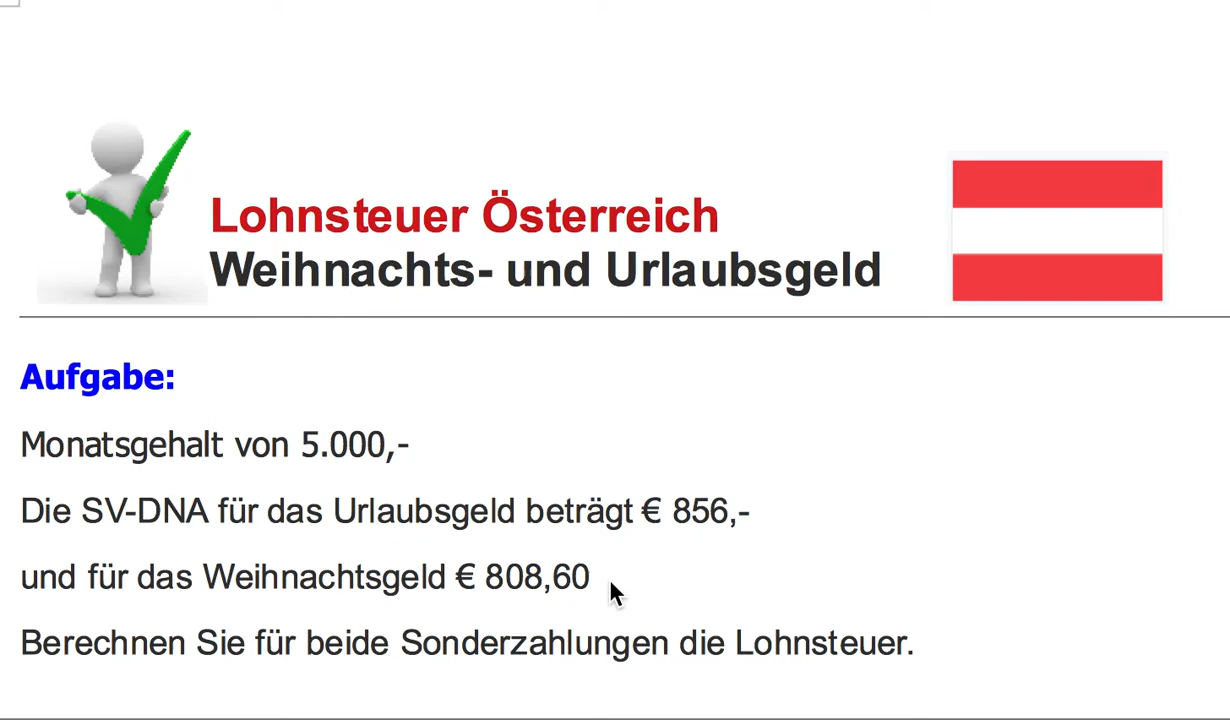 Lohnsteuer Österreich
Weihnachts- und Urlaubsgeld
Aufgabe:
Monatsgehalt von 5.000,-
Die SV-DNA für das Urlaubsgeld beträgt € 856,-
und für das Weihnachtsgeld € 808,60
Berechnen Sie für beide Sonderzahlungen die Lohnsteuer.